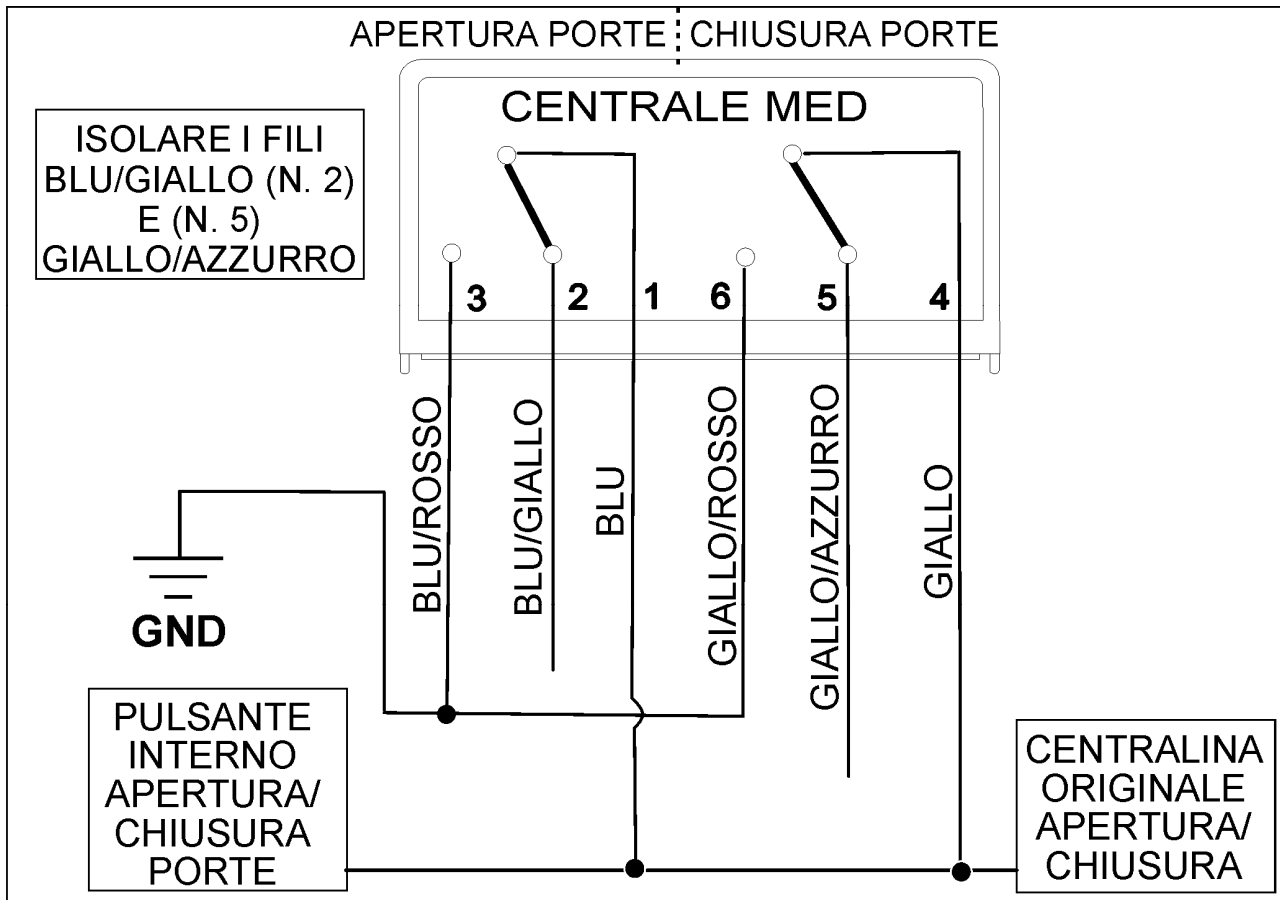 APERTURA PORTE CHIUSURA PORTE
CENTRALE MED
ISOLARE I FILI
BLU/GIALLO (N. 2)
E (N. 5)
GIALLO/AZZURRO
3 2 1 6 5 4
BLU/ROSSO
BLU/GIALLO
BLU
GIALLO/ROSSO
GIALLO/AZZURRO
GIALLO
GND
PULSANTE
INTERNO
APERTURA/
CHIUSURA
PORTE
CENTRALINA
ORIGINALE
APERTURA/
CHIUSURA